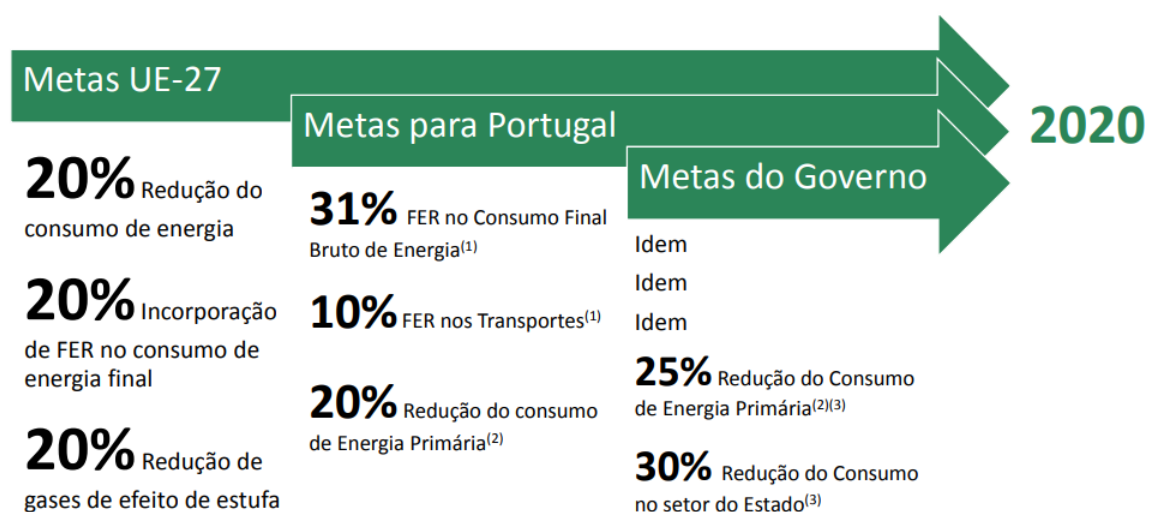 Metas UE-27
Metas para Portugal
2020
Metas do Governo
20% Redução do
consumo de energia
20% Incorporação
de FER no consumo de
energia final
20% Redução de
gases de efeito de estufa
31% FER no Consumo Final
Bruto de Energia(1)
10% FER nos Transportes(1)
20% Redução do consumo
de Energia Primária(2)
Idem
Idem
Idem
25% Redução do Consumo
de Energia Primária(2)(3)
30% Redução do Consumo
no setor do Estado(3)